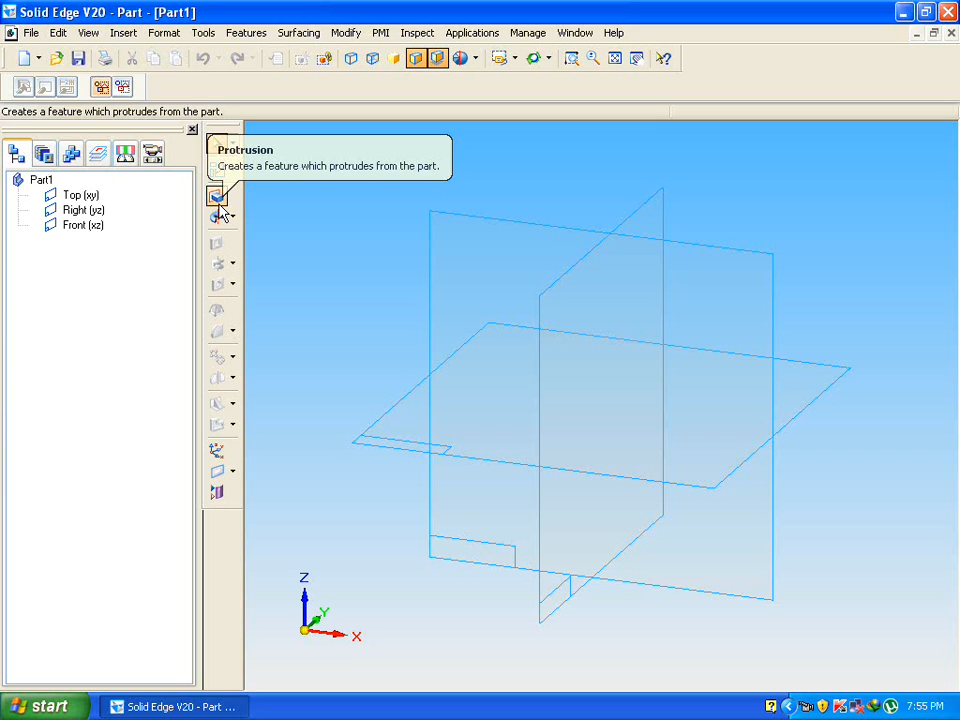 Solid Edge V20 - Part - [Part1]
File Edit View Insert Format Tools Features Surfacing Modify PMI Inspect Applications Manage Window Help
Creates a feature which protrudes from the part.
Protrusion
Creates a feature which protrudes from the part.
Part1
Top (xy)
Right (yz)
Front (xz)
Z
Y
X
start
Solid Edge V20 - Part ...
7:55 PM